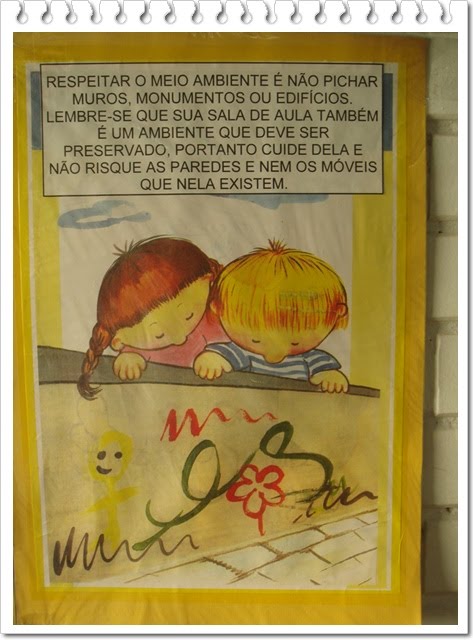 RESPEITAR O MEIO AMBIENTE É NÃO PICHAR
MUROS, MONUMENTOS OU EDIFÍCIOS.
LEMBRE-SE QUE SUA SALA DE AULA TAMBÉM
É UM AMBIENTE QUE DEVE SER
PRESERVADO, PORTANTO CUIDE DELA E
NÃO RISQUE AS PAREDES E NEM OS MÓVEIS
QUE NELA EXISTEM.